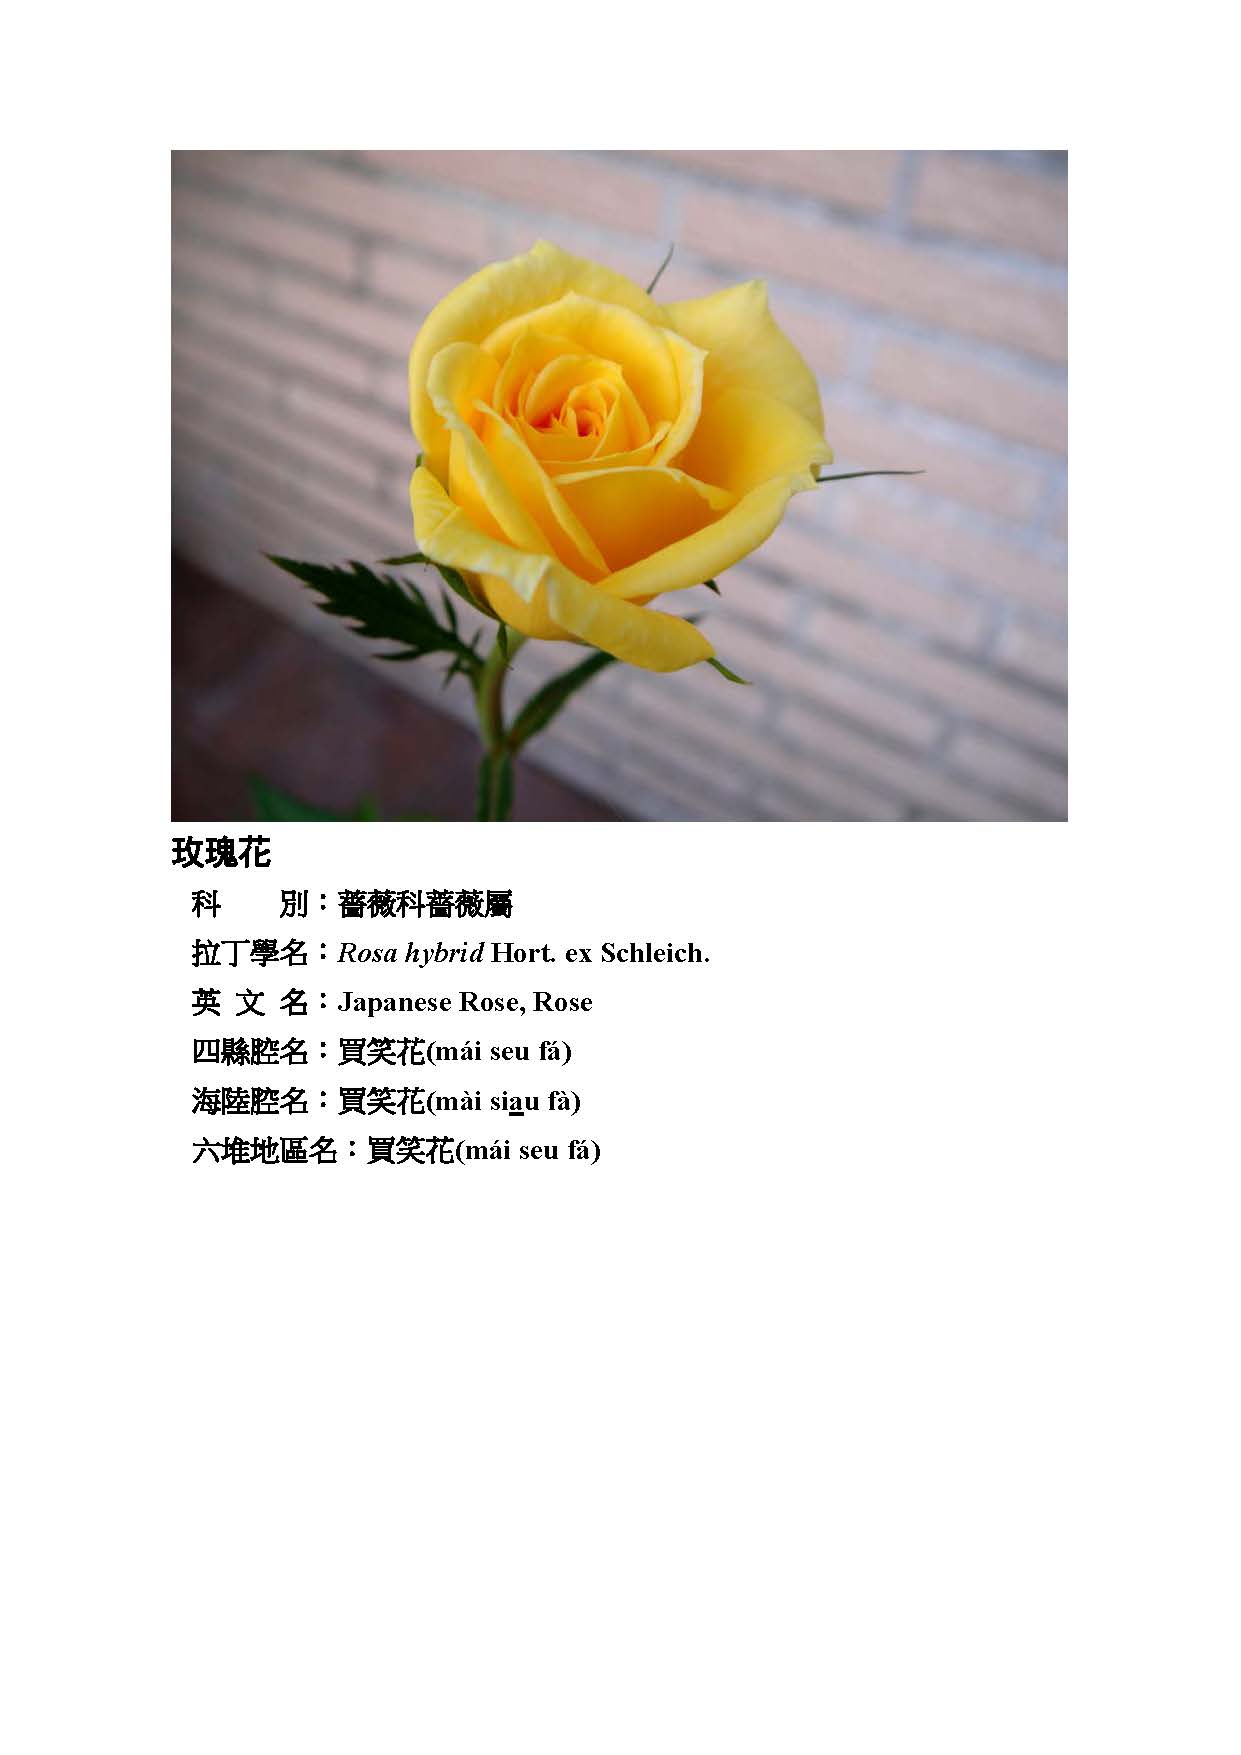 玫瑰花
科　　別：薔薇科薔薇屬
拉丁學名：Rosa hybrid Hort. ex Schleich.
英 文 名：Japanese Rose, Rose
四縣腔名：買笑花(mái seu fá)
海陸腔名：買笑花(mài siau fà)
六堆地區名：買笑花(mái seu fá)